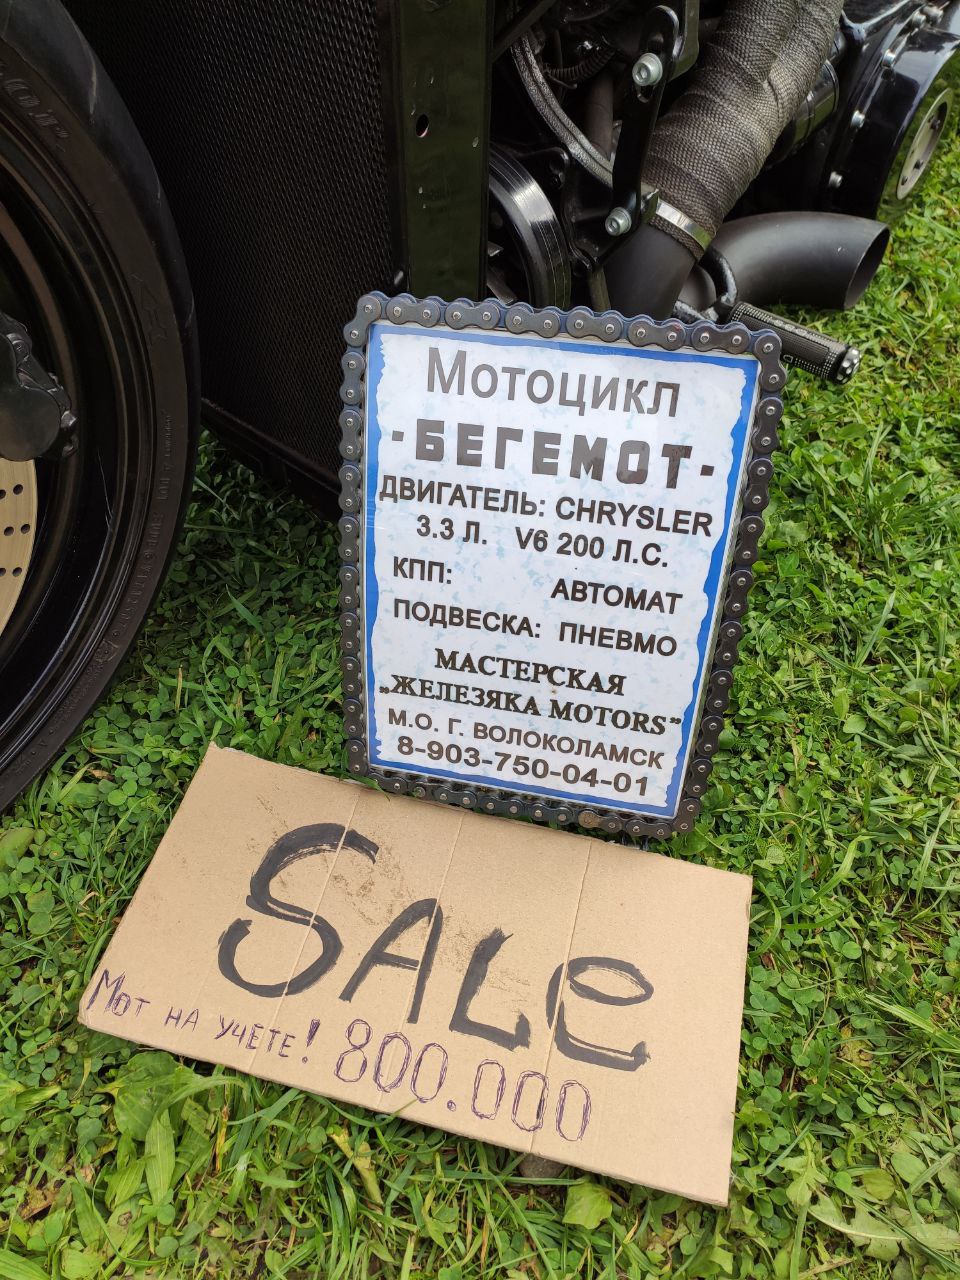 Мотоцикл
·БЕГЕМОТ·
ДВИГАТЕЛЬ: CHRYSLER
3.3 Л. V6 200 Л.С.
КПП: АВТОМАТ
ПОДВЕСКА: ПНЕВМО
МАСТЕРСКАЯ
„ЖЕЛЕЗЯКА MOTORS”
М.О. Г. ВОЛОКОЛАМСК
8-903-750-04-01
SALe
Мот на учёте! 800.000